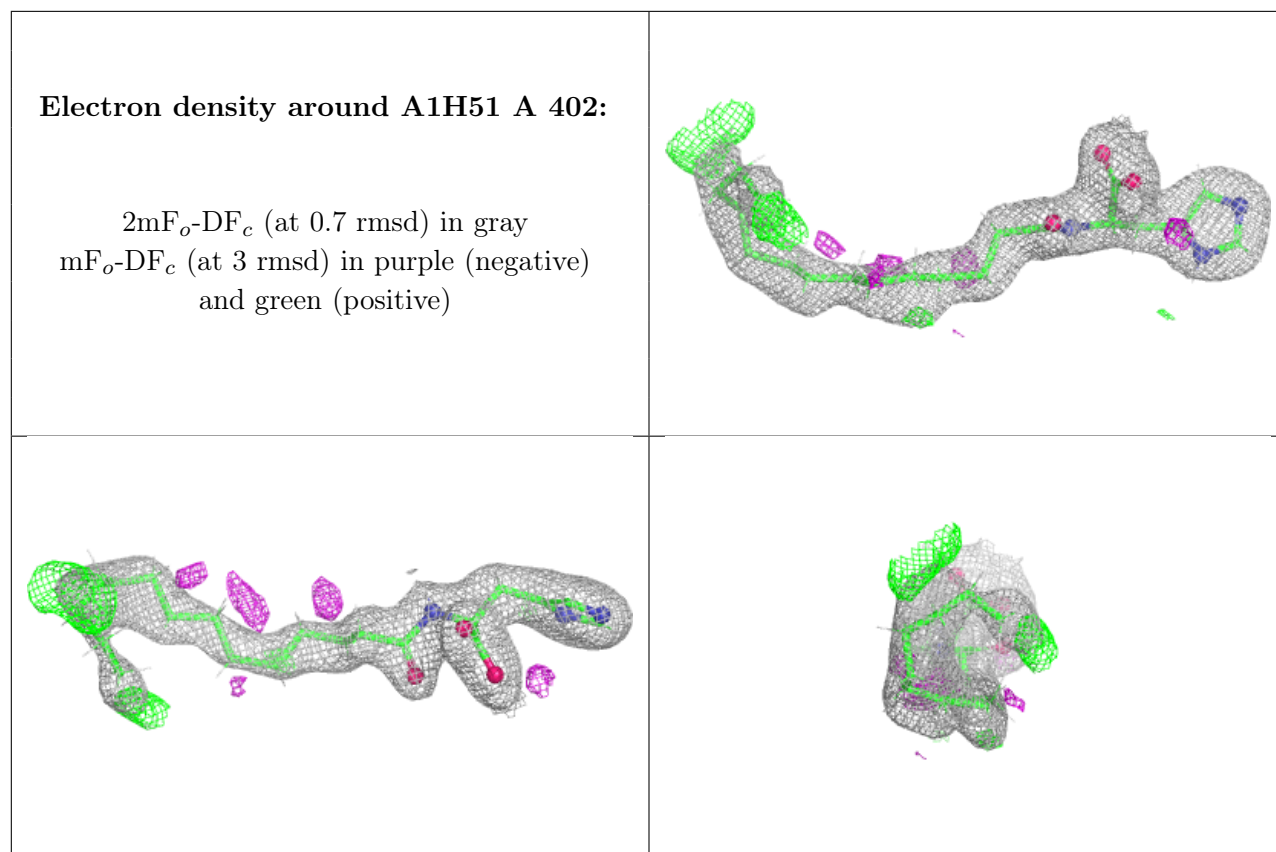 Electron density around A1H51 A 402:
2mFo-DFc (at 0.7 rmsd) in gray
mFo-DFc (at 3 rmsd) in purple (negative)
and green (positive)